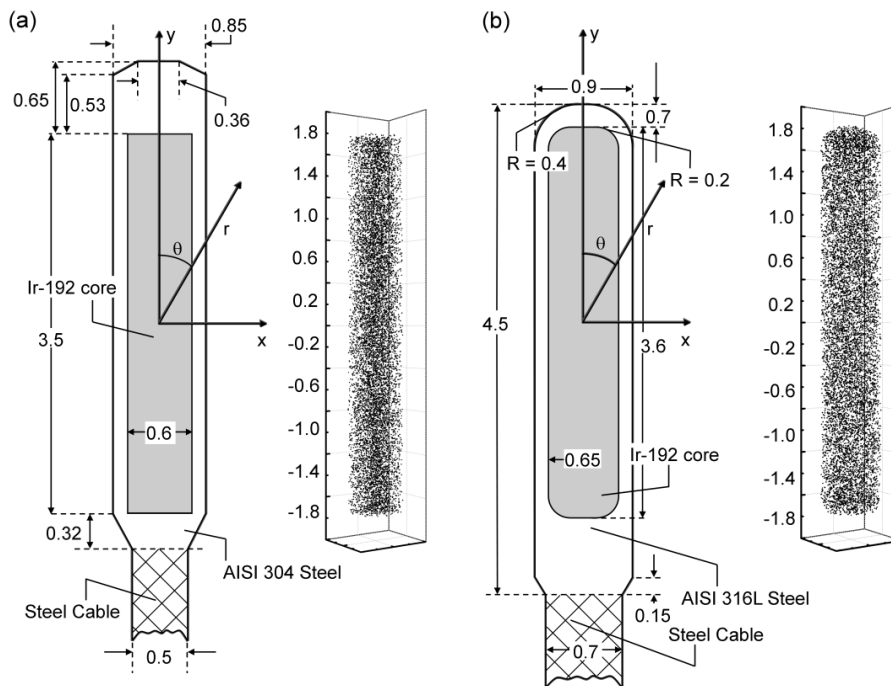 (a)
y
0.85
0.65
0.53
0.36
θ
r
Ir-192 core
3.5
x
0.6
0.32
AISI 304 Steel
Steel Cable
0.5
1.8
1.0
0.6
0.2
-0.2
-0.6
-1.0
-1.4
-1.8
(b)
y
0.9
0.7
R = 0.4
R = 0.2
θ
r
4.5
x
3.6
Ir-192 core
0.65
AISI 316L Steel
0.15
Steel Cable
0.7
1.8
1.0
0.6
0.2
-0.2
-0.6
-1.0
-1.4
-1.8